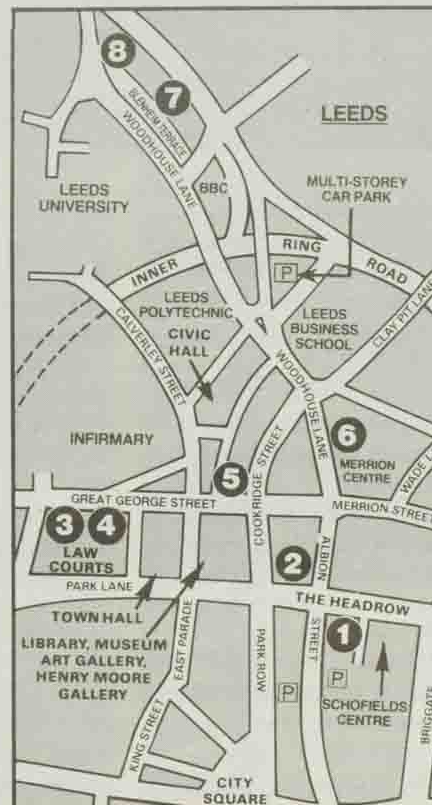 8
7
LEEDS
BLENHEIM TERRACE
WOODHOUSE LANE
BBC
MULTI-STOREY
CAR PARK
LEEDS
UNIVERSITY
INNER
RING
ROAD
P
LEEDS
POLYTECHNIC
CIVIC
HALL
LEEDS
BUSINESS
SCHOOL
CLAY PIT LANE
CALVERLEY STREET
WOODHOUSE LANE
INFIRMARY
6
MERRION
CENTRE
WADE L
5
COOKRIDGE STREET
GREAT GEORGE STREET
MERRION STREET
3 4
LAW
COURTS
2
ALBION
STREET
PARK LANE
THE HEADROW
TOWN HALL
1
LIBRARY, MUSEUM
ART GALLERY,
HENRY MOORE
GALLERY
EAST PARADE
PARK ROW
P
P
SCHOFIELDS
CENTRE
BRIGGATE
KING STREET
CITY
SQUARE